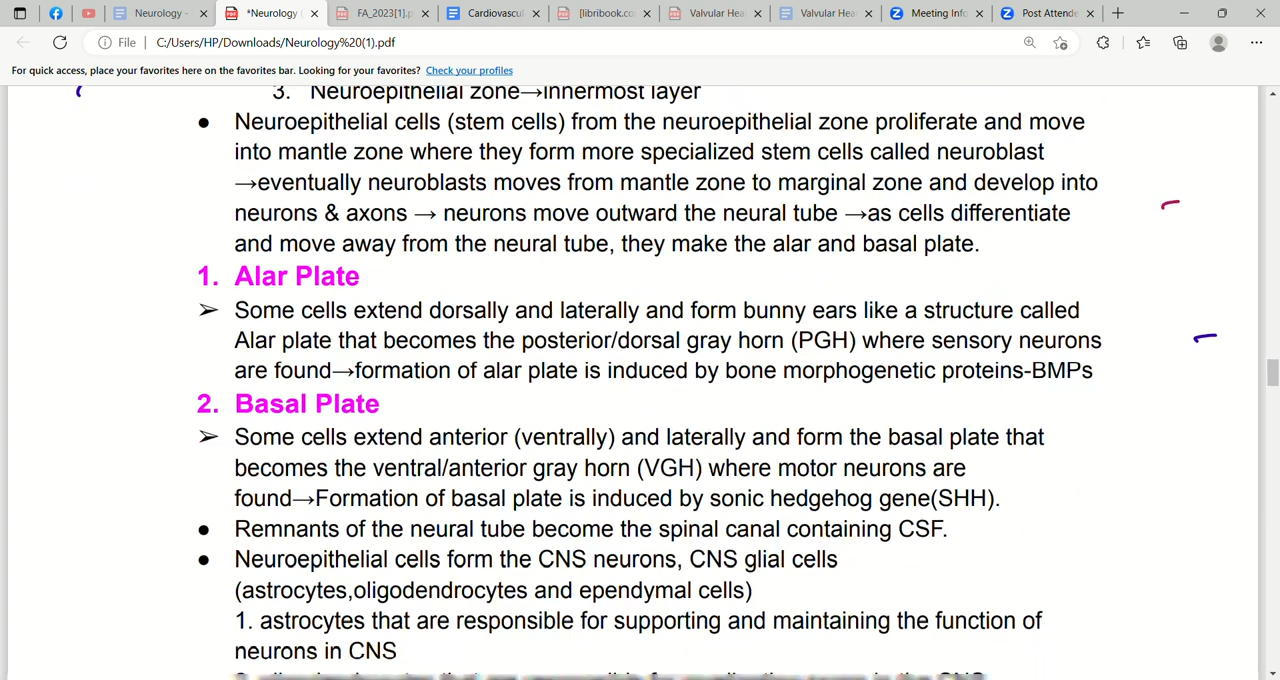 Neurology -
*Neurology (
FA_2023[1].p
Cardiovascu
[libribook.co
Valvular Hea
Valvular Hea
Meeting Info
Post Attende
File
C:/Users/HP/Downloads/Neurology%20(1).pdf
For quick access, place your favorites here on the favorites bar. Looking for your favorites? Check your profiles
3. Neuroepithelial zone→innermost layer
● Neuroepithelial cells (stem cells) from the neuroepithelial zone proliferate and move
into mantle zone where they form more specialized stem cells called neuroblast
→eventually neuroblasts moves from mantle zone to marginal zone and develop into
neurons & axons → neurons move outward the neural tube →as cells differentiate
and move away from the neural tube, they make the alar and basal plate.
1. Alar Plate
➢ Some cells extend dorsally and laterally and form bunny ears like a structure called
Alar plate that becomes the posterior/dorsal gray horn (PGH) where sensory neurons
are found→formation of alar plate is induced by bone morphogenetic proteins-BMPs
2. Basal Plate
➢ Some cells extend anterior (ventrally) and laterally and form the basal plate that
becomes the ventral/anterior gray horn (VGH) where motor neurons are
found→Formation of basal plate is induced by sonic hedgehog gene(SHH).
● Remnants of the neural tube become the spinal canal containing CSF.
● Neuroepithelial cells form the CNS neurons, CNS glial cells
(astrocytes,oligodendrocytes and ependymal cells)
1. astrocytes that are responsible for supporting and maintaining the function of
neurons in CNS